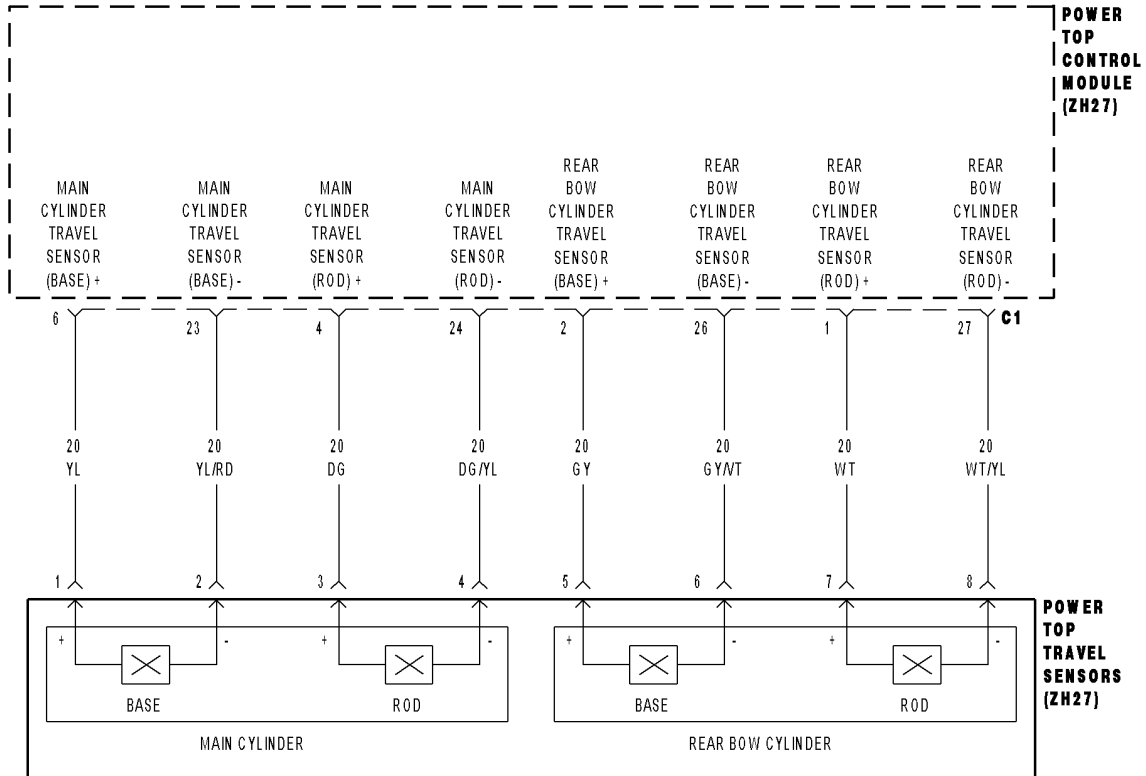 POWER
TOP
CONTROL
MODULE
(ZH27)
MAIN
CYLINDER
TRAVEL
SENSOR
(BASE) +
MAIN
CYLINDER
TRAVEL
SENSOR
(BASE) -
MAIN
CYLINDER
TRAVEL
SENSOR
(ROD) +
MAIN
CYLINDER
TRAVEL
SENSOR
(ROD) -
REAR
BOW
CYLINDER
TRAVEL
SENSOR
(BASE) +
REAR
BOW
CYLINDER
TRAVEL
SENSOR
(BASE) -
REAR
BOW
CYLINDER
TRAVEL
SENSOR
(ROD) +
REAR
BOW
CYLINDER
TRAVEL
SENSOR
(ROD) -
6 23 4 24 2 26 1 27 C1
20 20 20 20 20 20 20 20
YL YL/RD DG DG/YL GY GY/VT WT WT/YL
1 2 3 4 5 6 7 8
POWER
TOP
TRAVEL
SENSORS
(ZH27)
+ - + - + - + -
BASE ROD BASE ROD
MAIN CYLINDER REAR BOW CYLINDER